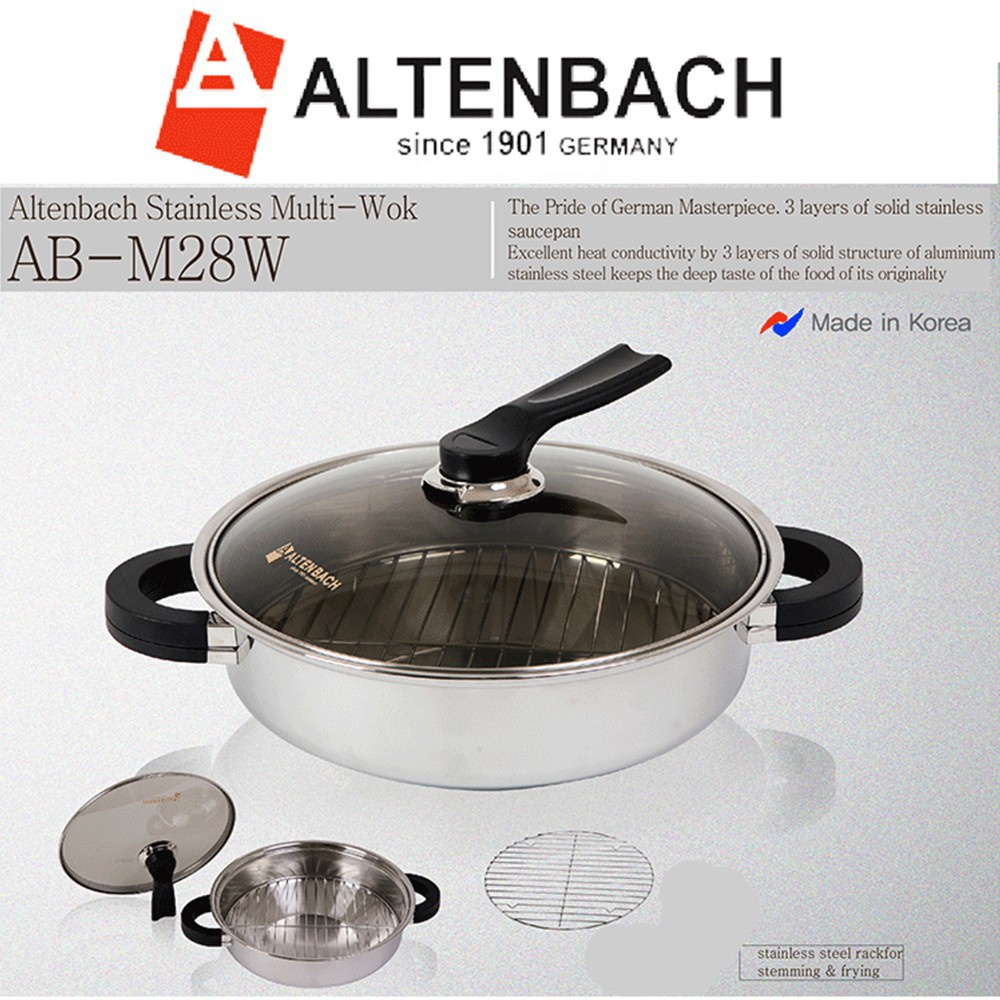 ALTENBACH
since 1901 GERMANY
Altenbach Stainless Multi-Wok
AB-M28W
The Pride of German Masterpiece. 3 layers of solid stainless
saucepan
Excellent heat conductivity by 3 layers of solid structure of aluminium
stainless steel keeps the deep taste of the food of its originality
Made in Korea
ALTENBACH
stainless steel rackfor
stemming & frying